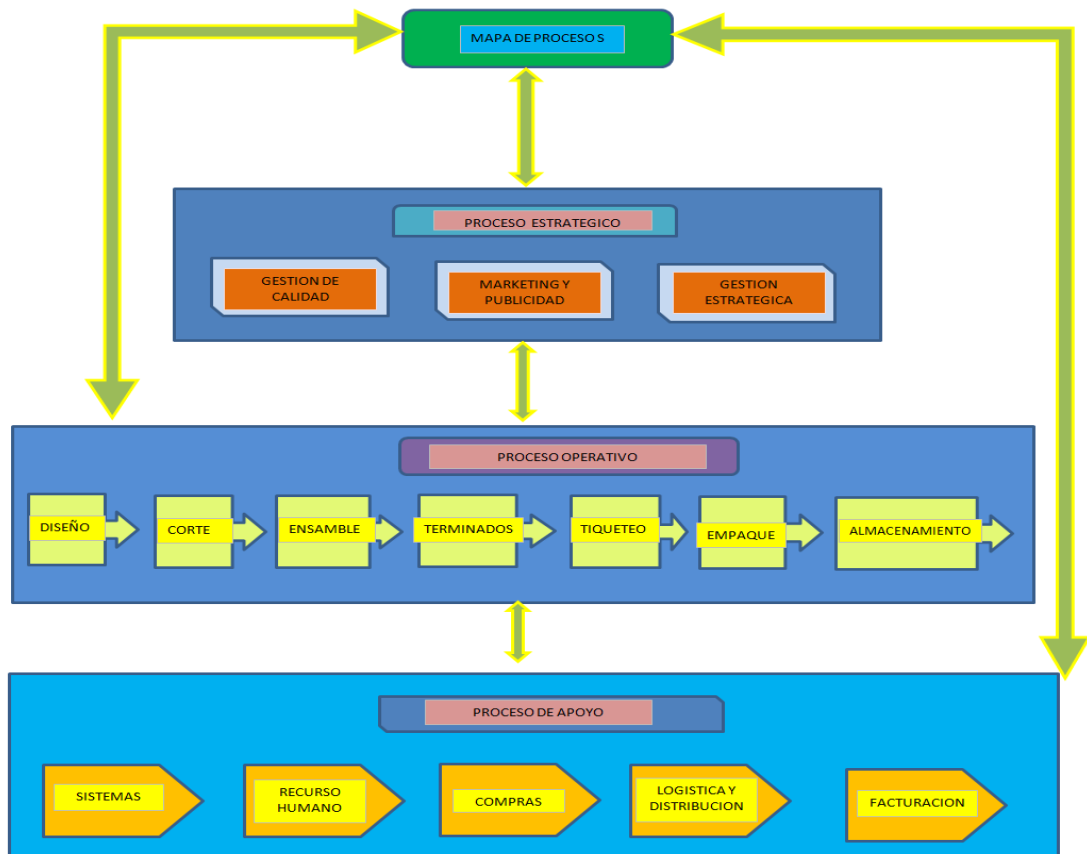 MAPA DE PROCESO S
PROCESO ESTRATEGICO
GESTION DE
CALIDAD
MARKETING Y
PUBLICIDAD
GESTION
ESTRATEGICA
PROCESO OPERATIVO
DISEÑO
CORTE
ENSAMBLE
TERMINADOS
TIQUETEO
EMPAQUE
ALMACENAMIENTO
PROCESO DE APOYO
SISTEMAS
RECURSO
HUMANO
COMPRAS
LOGISTICA Y
DISTRIBUCION
FACTURACION